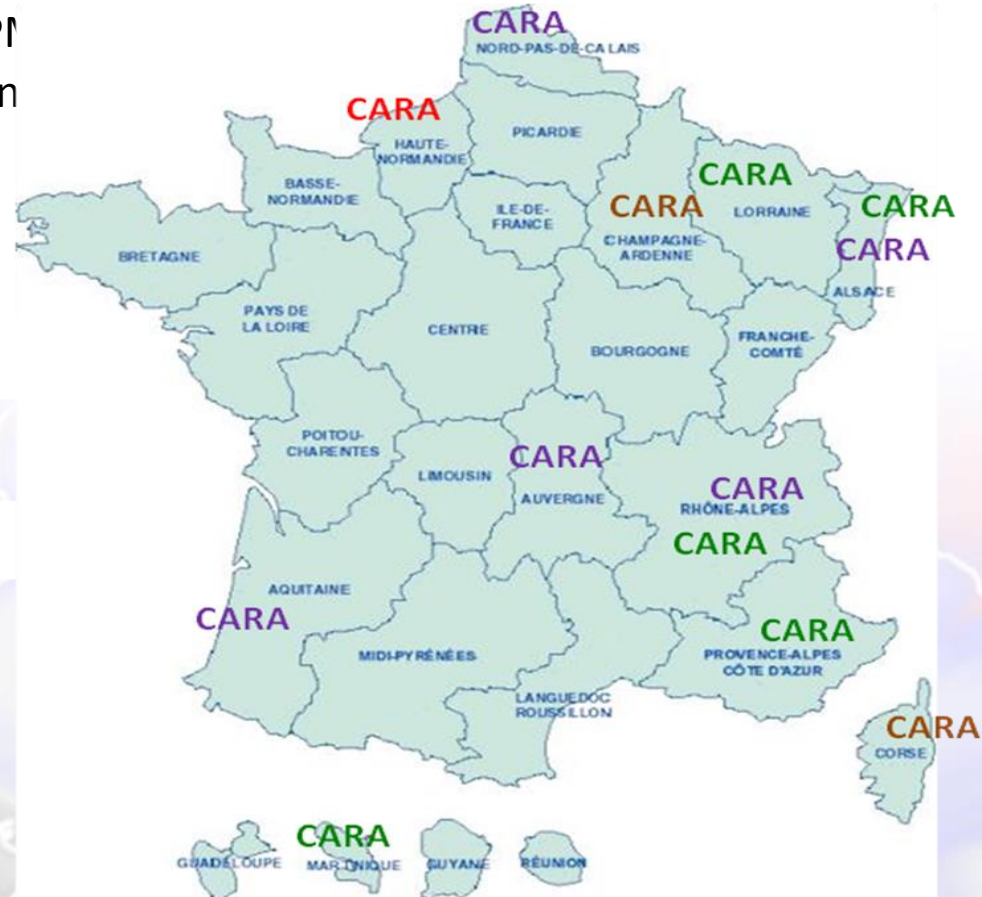 CARA
NORD-PAS-DE-CALAIS
CARA
HAUTE-
NORMANDIE
PICARDIE
BASSE-
NORMANDIE
ILE-DE-
FRANCE
CARA
CHAMPAGNE-
ARDENNE
CARA
LORRAINE
CARA
CARA
ALSACE
BRETAGNE
PAYS DE
LA LOIRE
CENTRE
BOURGOGNE
FRANCHE-
COMTÉ
POITOU-
CHARENTES
LIMOUSIN
CARA
AUVERGNE
CARA
RHÔNE-ALPES
CARA
AQUITAINE
CARA
MIDI-PYRÉNÉES
CARA
PROVENCE-ALPES
CÔTE D'AZUR
LANGUEDOC
ROUSSILLON
CARA
CORSE
GUADELOUPE
CARA
MARTINIQUE
GUYANE
RÉUNION